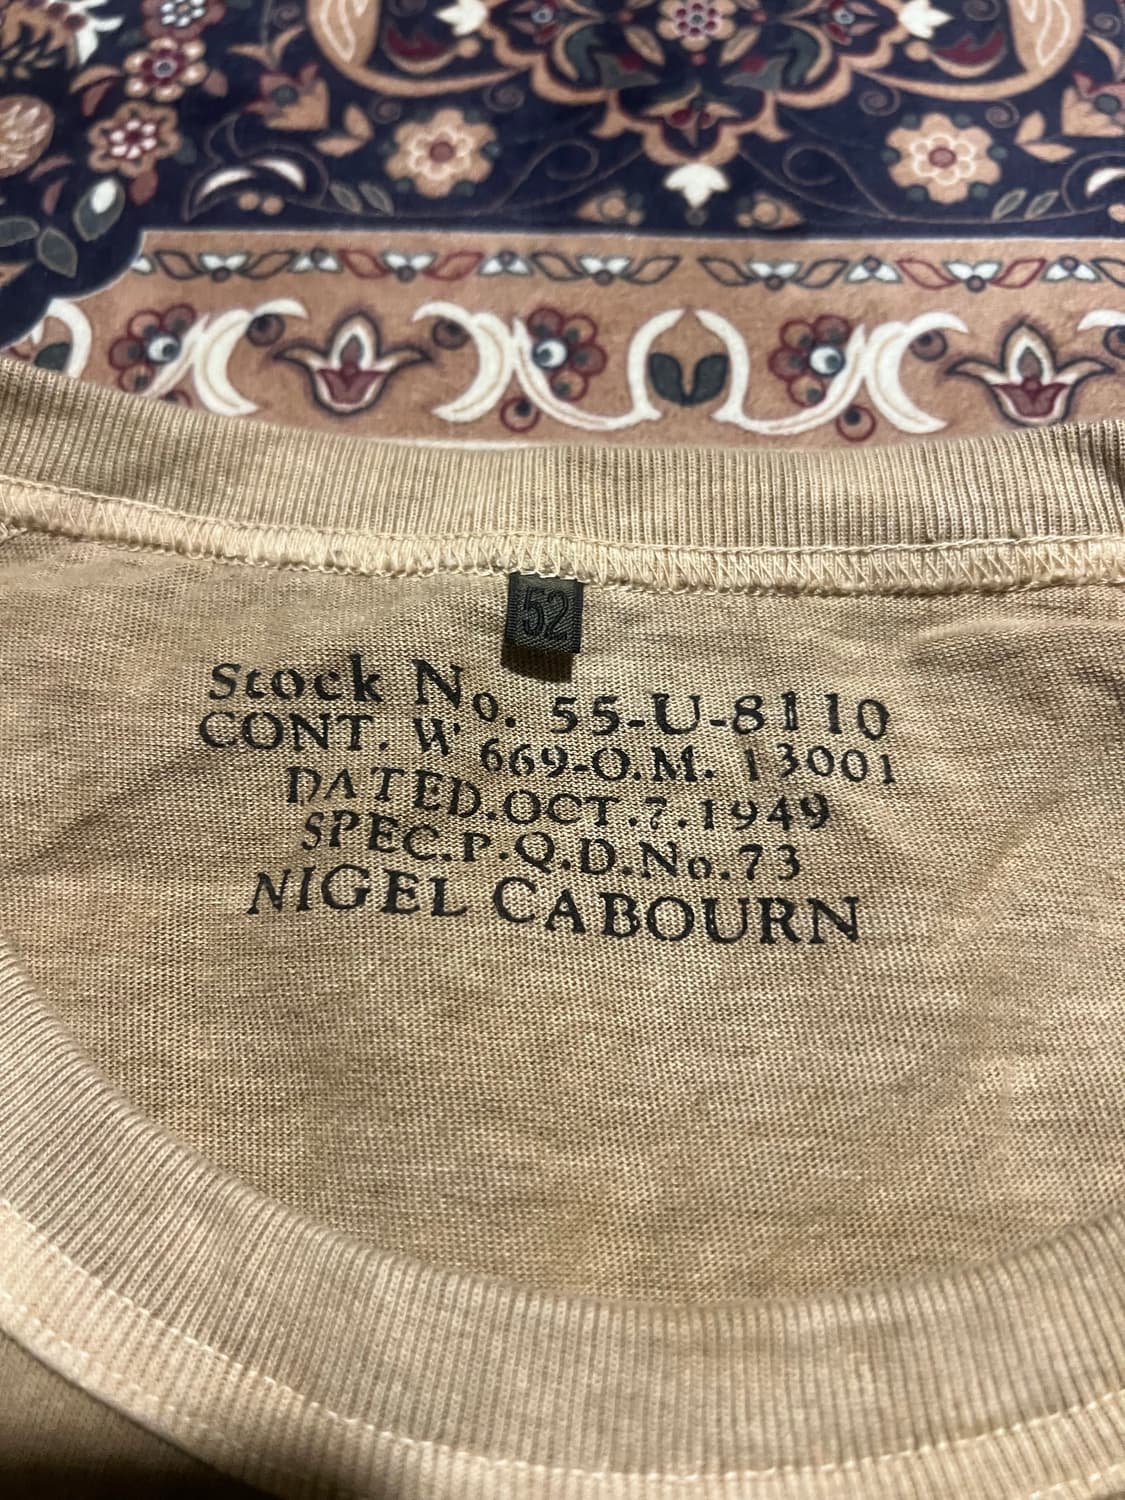 52
Stock No. 55-U-8110
CONT. W 669-O.M. 13001
DATED.OCT.7.1949
SPEC.P.Q.D.No.73
NIGEL CABOURN